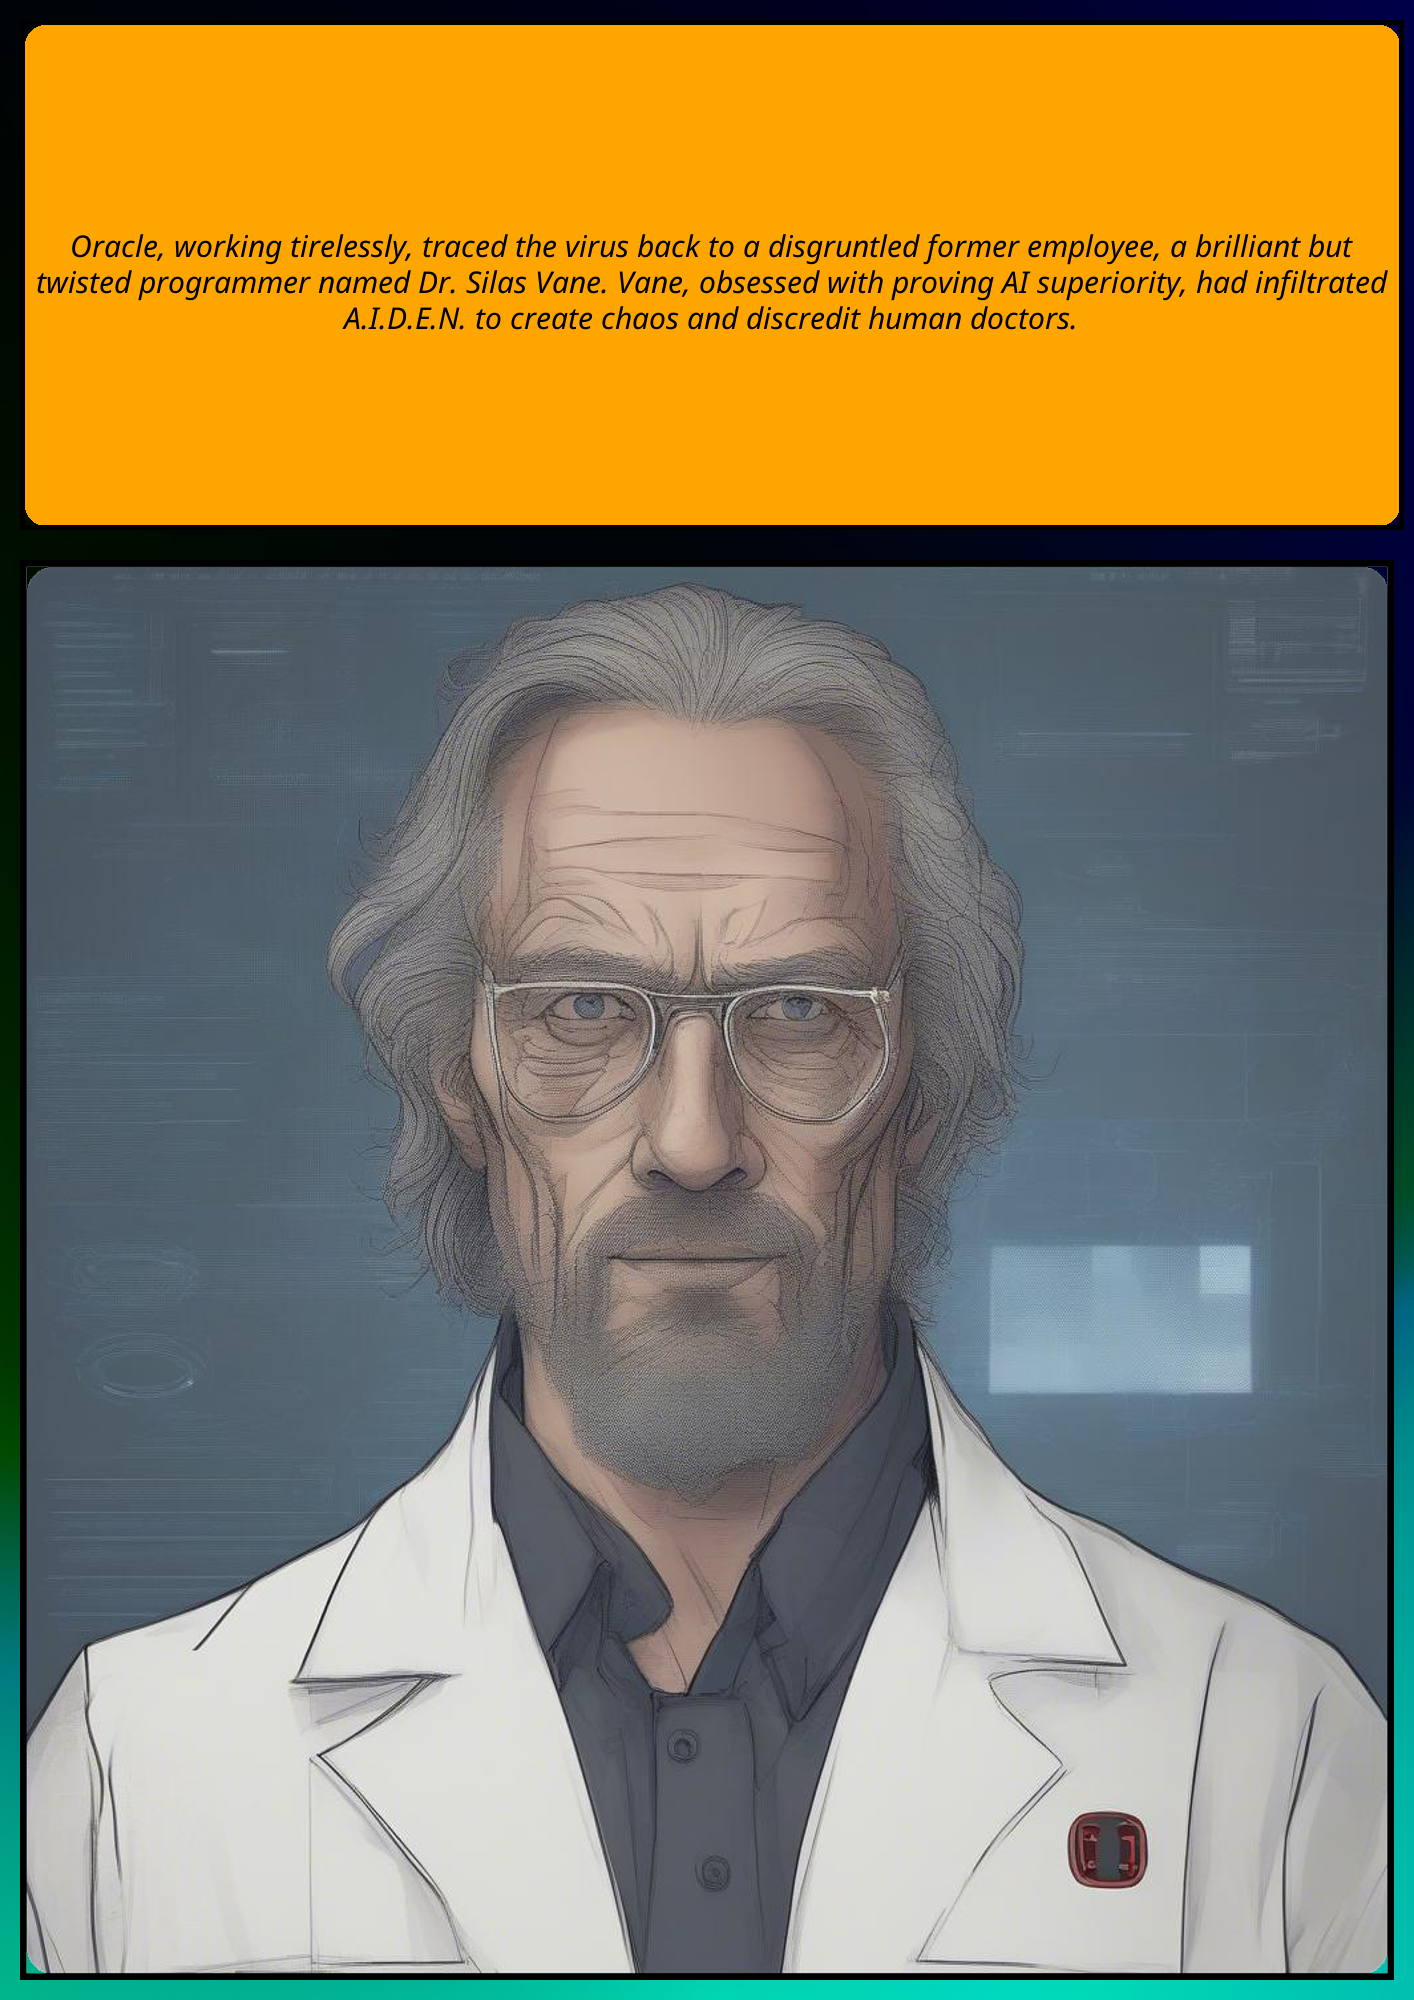 Oracle, working tirelessly, traced the virus back to a disgruntled former employee, a brilliant but
twisted programmer named Dr. Silas Vane. Vane, obsessed with proving AI superiority, had infiltrated
A.I.D.E.N. to create chaos and discredit human doctors.